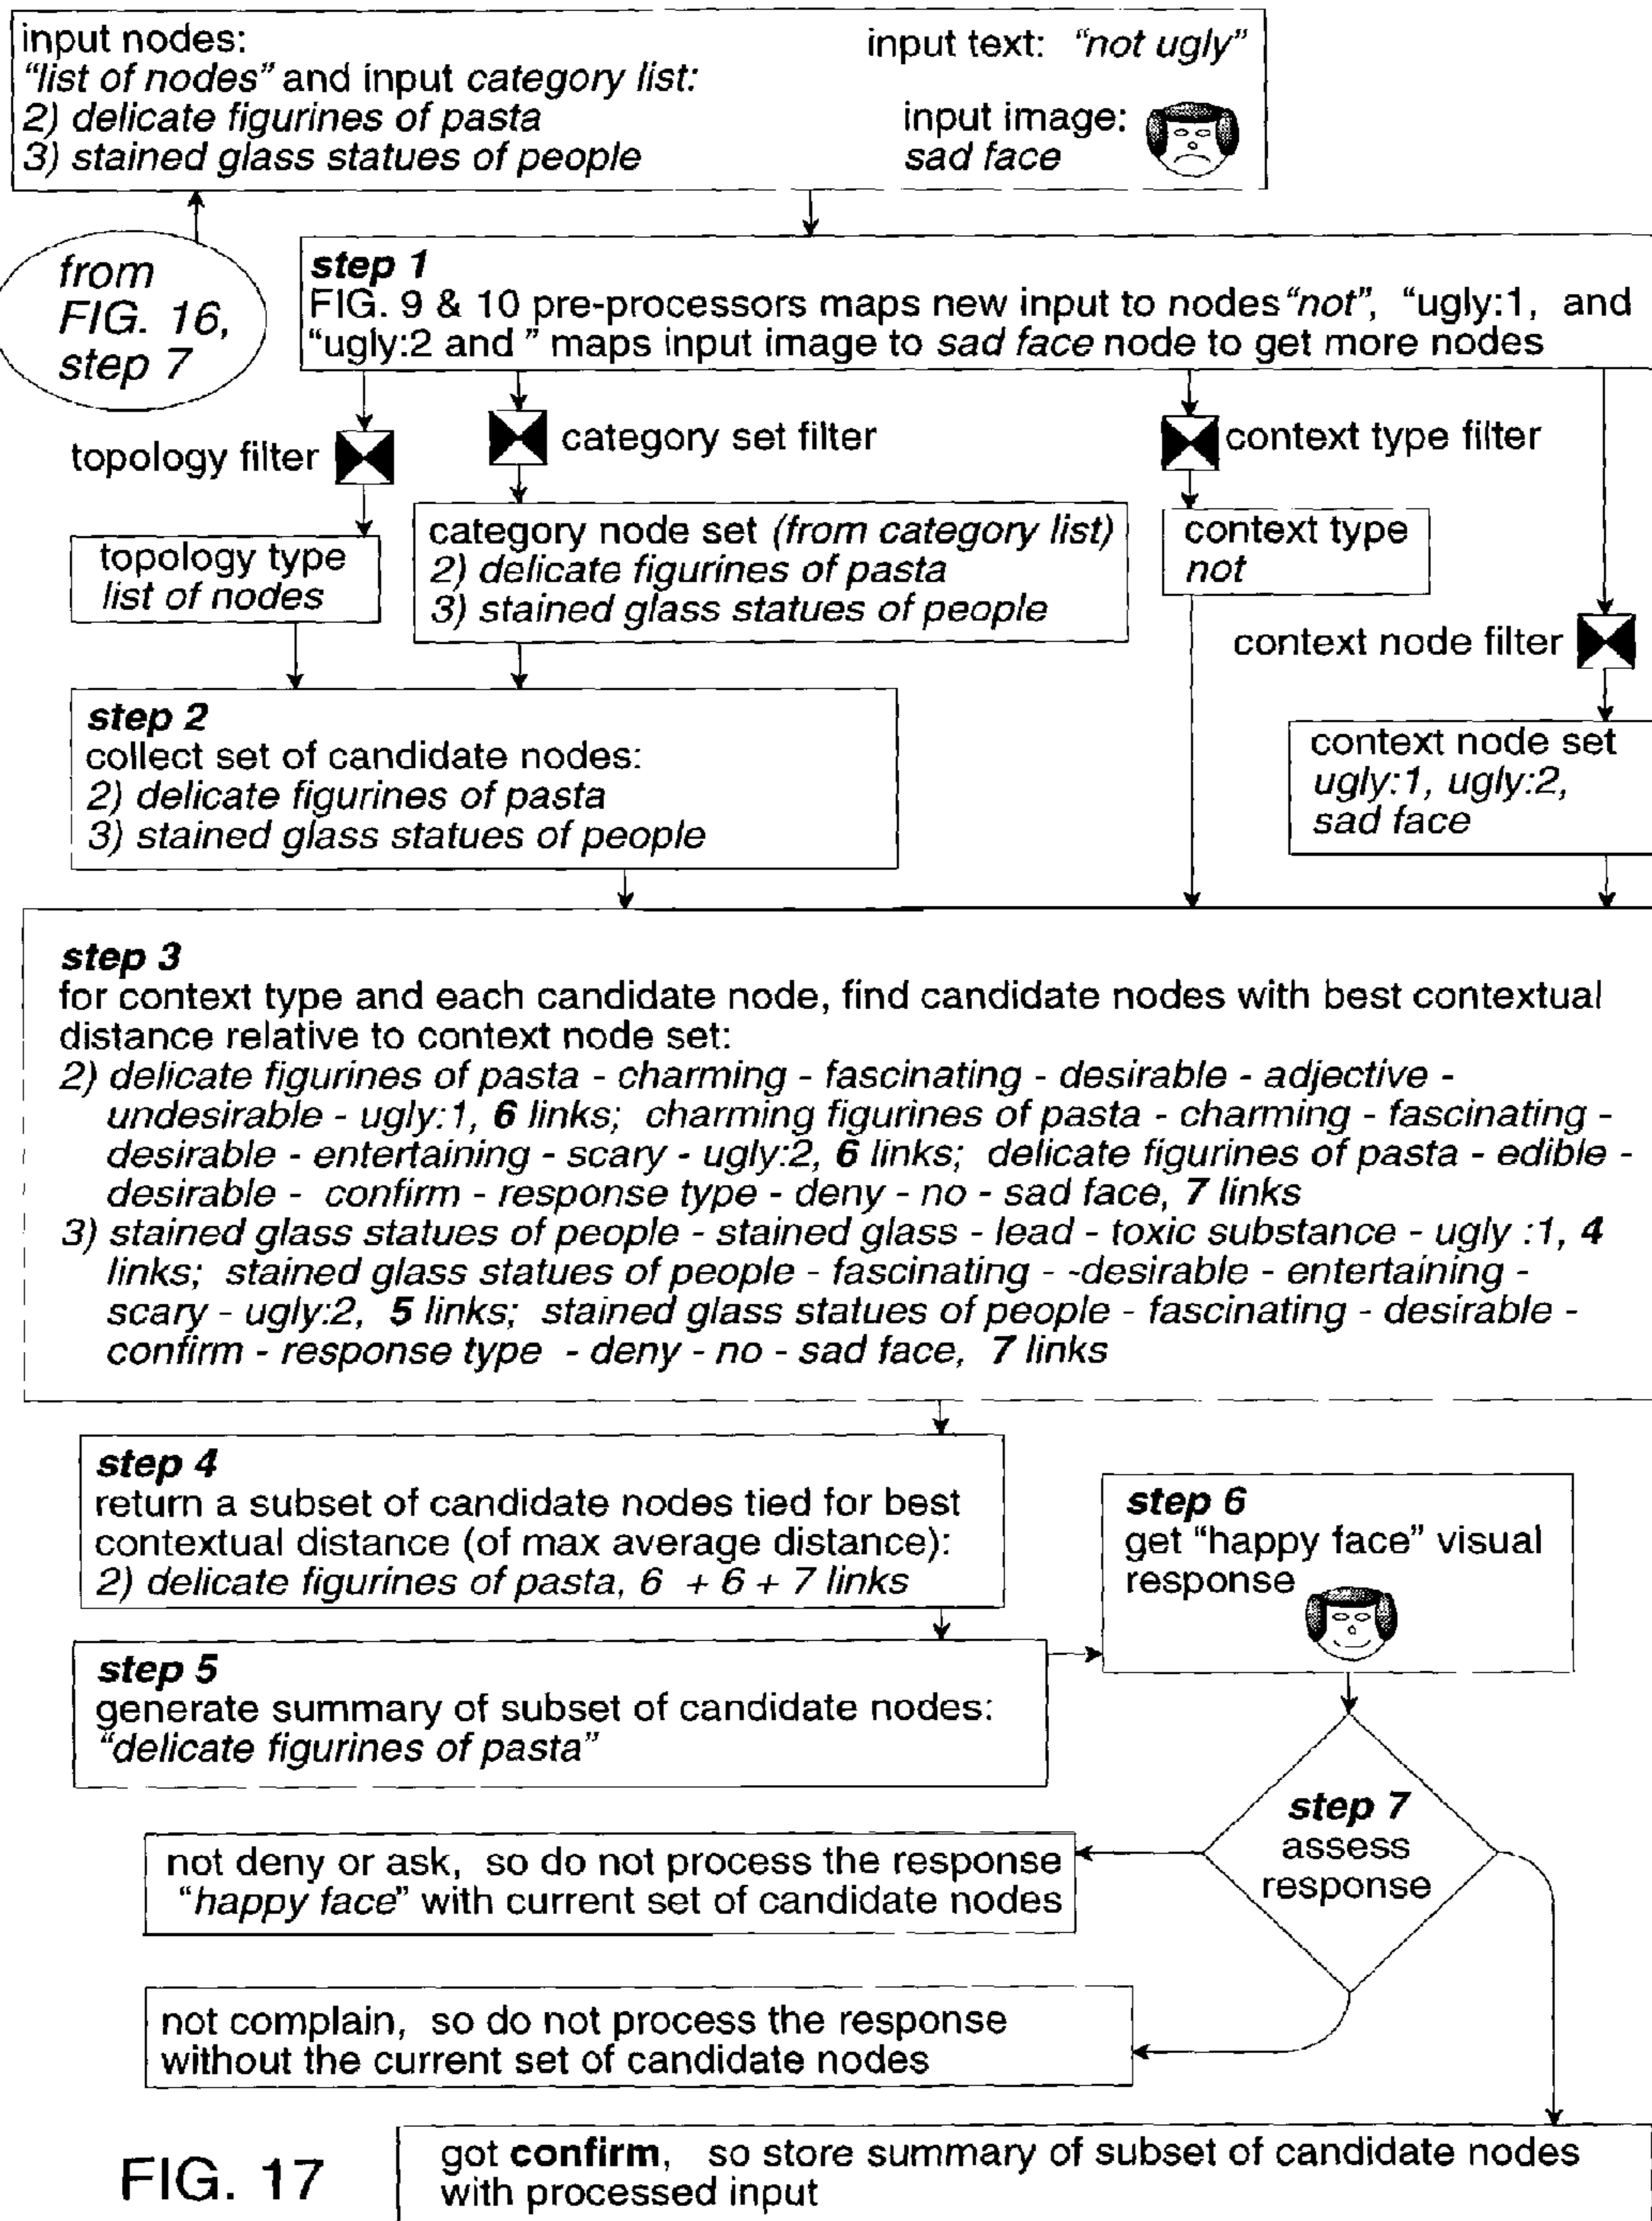 input nodes:
“list of nodes” and input category list:
2) delicate figurines of pasta
3) stained glass statues of people
input text: “not ugly”
input image:
sad face
from
FIG. 16,
step 7
step 1
FIG. 9 & 10 pre-processors maps new input to nodes “not”, “ugly:1, and
“ugly:2 and ” maps input image to sad face node to get more nodes
topology filter
category set filter
context type filter
topology type
list of nodes
category node set (from category list)
2) delicate figurines of pasta
3) stained glass statues of people
context type
not
context node filter
context node set
ugly:1, ugly:2,
sad face
step 2
collect set of candidate nodes:
2) delicate figurines of pasta
3) stained glass statues of people
step 3
for context type and each candidate node, find candidate nodes with best contextual
distance relative to context node set:
2) delicate figurines of pasta - charming - fascinating - desirable - adjective -
undesirable - ugly:1, 6 links; charming figurines of pasta - charming - fascinating -
desirable - entertaining - scary - ugly:2, 6 links; delicate figurines of pasta - edible -
desirable - confirm - response type - deny - no - sad face, 7 links
3) stained glass statues of people - stained glass - lead - toxic substance - ugly :1, 4
links; stained glass statues of people - fascinating - -desirable - entertaining -
scary - ugly:2, 5 links; stained glass statues of people - fascinating - desirable -
confirm - response type - deny - no - sad face, 7 links
step 4
return a subset of candidate nodes tied for best
contextual distance (of max average distance):
2) delicate figurines of pasta, 6 + 6 + 7 links
step 5
generate summary of subset of candidate nodes:
“delicate figurines of pasta”
step 6
get “happy face” visual
response
step 7
assess
response
not deny or ask, so do not process the response
“happy face” with current set of candidate nodes
not complain, so do not process the response
without the current set of candidate nodes
got confirm, so store summary of subset of candidate nodes
with processed input
FIG. 17